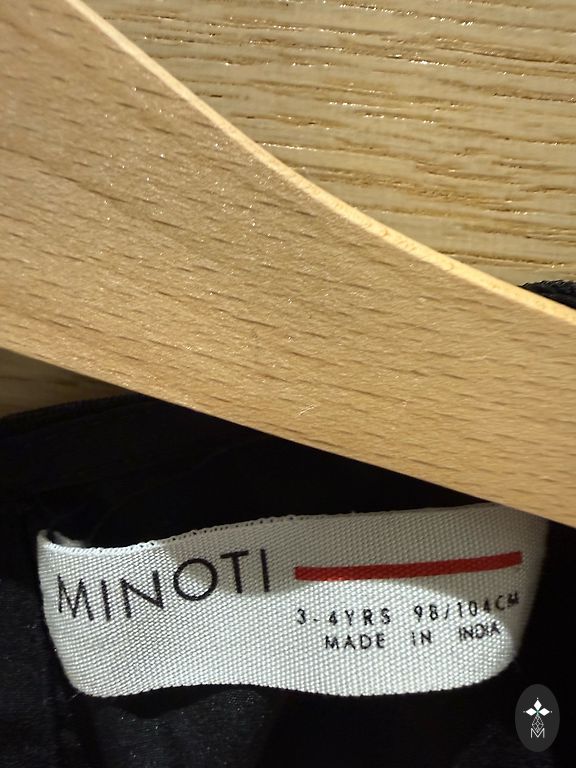 MINOTI
3-4YRS 98/104CM
MADE IN INDIA
M